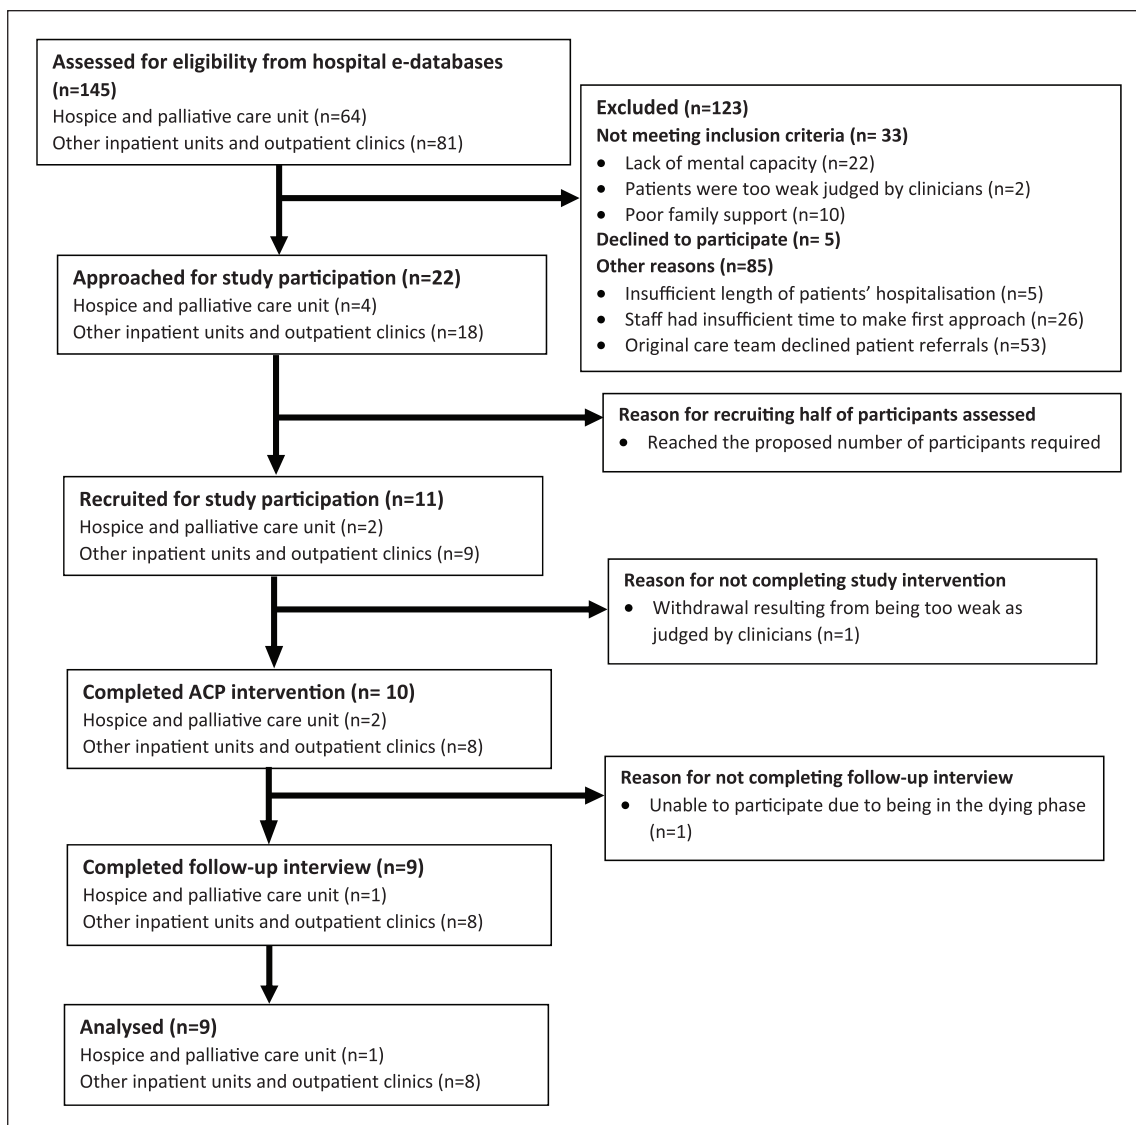 Assessed for eligibility from hospital e-databases
(n=145)
Hospice and palliative care unit (n=64)
Other inpatient units and outpatient clinics (n=81)
Excluded (n=123)
Not meeting inclusion criteria (n= 33)
• Lack of mental capacity (n=22)
• Patients were too weak judged by clinicians (n=2)
• Poor family support (n=10)
Declined to participate (n= 5)
Other reasons (n=85)
• Insufficient length of patients’ hospitalisation (n=5)
• Staff had insufficient time to make first approach (n=26)
• Original care team declined patient referrals (n=53)
Approached for study participation (n=22)
Hospice and palliative care unit (n=4)
Other inpatient units and outpatient clinics (n=18)
Reason for recruiting half of participants assessed
• Reached the proposed number of participants required
Recruited for study participation (n=11)
Hospice and palliative care unit (n=2)
Other inpatient units and outpatient clinics (n=9)
Reason for not completing study intervention
• Withdrawal resulting from being too weak as
judged by clinicians (n=1)
Completed ACP intervention (n= 10)
Hospice and palliative care unit (n=2)
Other inpatient units and outpatient clinics (n=8)
Reason for not completing follow-up interview
• Unable to participate due to being in the dying phase
(n=1)
Completed follow-up interview (n=9)
Hospice and palliative care unit (n=1)
Other inpatient units and outpatient clinics (n=8)
Analysed (n=9)
Hospice and palliative care unit (n=1)
Other inpatient units and outpatient clinics (n=8)